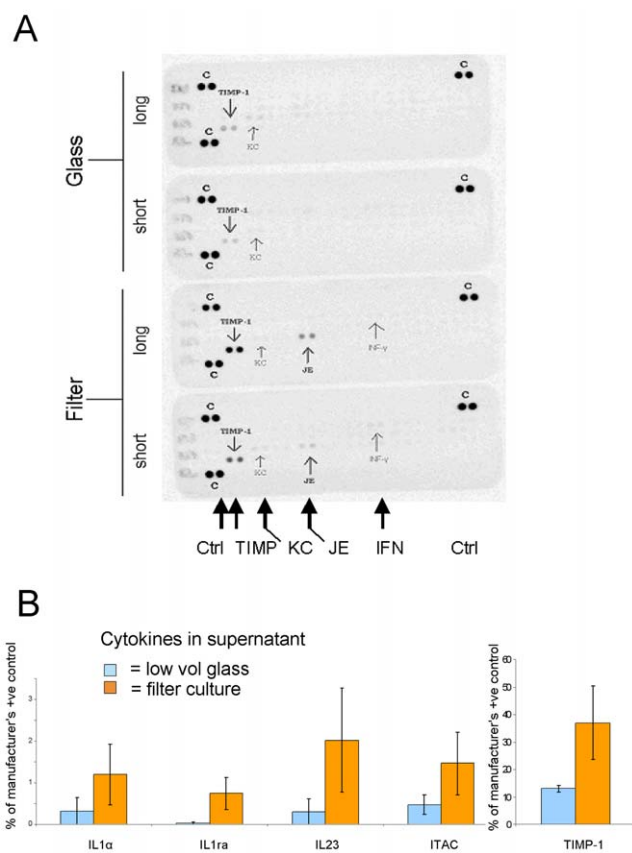 A
Glass
long
C
TIMP-1
C
KC
C
short
C
TIMP-1
C
KC
C
Filter
long
C
TIMP-1
C
KC
JE
INF-γ
C
short
C
TIMP-1
C
KC
JE
INF-γ
C
Ctrl TIMP KC JE IFN Ctrl
B
Cytokines in supernatant
= low vol glass
= filter culture
% of manufacturer's +ve control
3
2
1
0
IL1α IL1ra IL23 ITAC
% of manufacturer's +ve control
60
50
40
30
20
10
0
TIMP-1